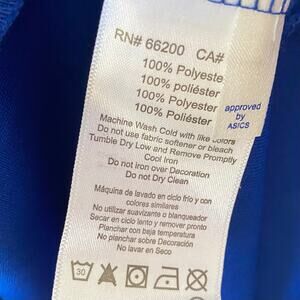 RN# 66200 CA#
100% Polyeste
100% poliéster
100% Polyester
100% Poliéster
approved
by
ASICS
Machine Wash Cold with like colors
Do not use fabric softener or bleach
Tumble Dry Low and Remove Promptly
Cool Iron
Do not Iron over Decoration
Do not Dry Clean
Máquina de lavado en ciclo frío y con
colores similares
No utilizar suavizante o blanqueador
Secar en ciclo lento y remover pronto
Planchar con baja temperatura
No planchar sobre Decoración
No lavar en Seco
30